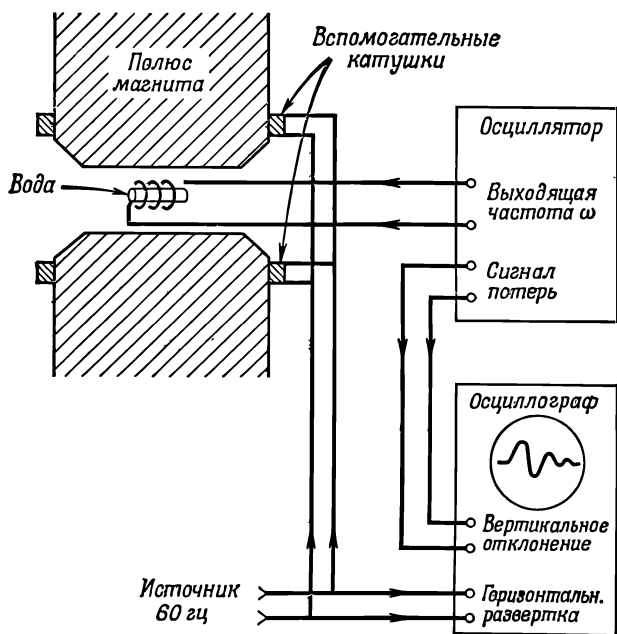 Полюс
магнита
Вспомогательные
катушки
Осциллятор
Вода
Выходящая
частота ω
Сигнал
потерь
Осциллограф
Вертикальное
отклонение
Источник
60 гц
Горизонтальн.
развертка